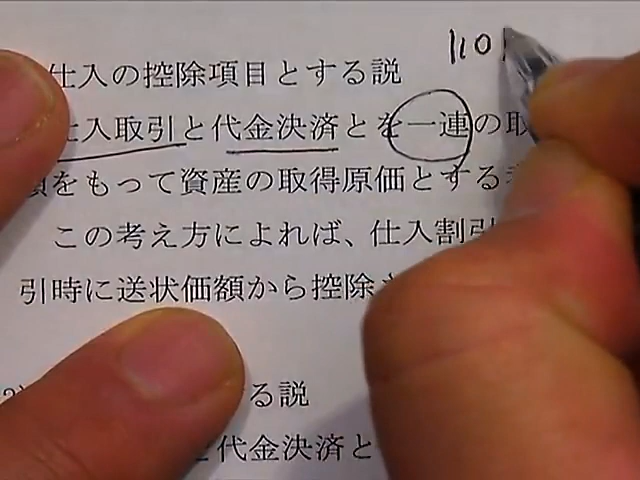 110
仕入の控除項目とする説
仕入取引と代金決済とを一連の取
額をもって資産の取得原価とする
この考え方によれば、仕入割引
引時に送状価額から控除
する説
と代金決済と